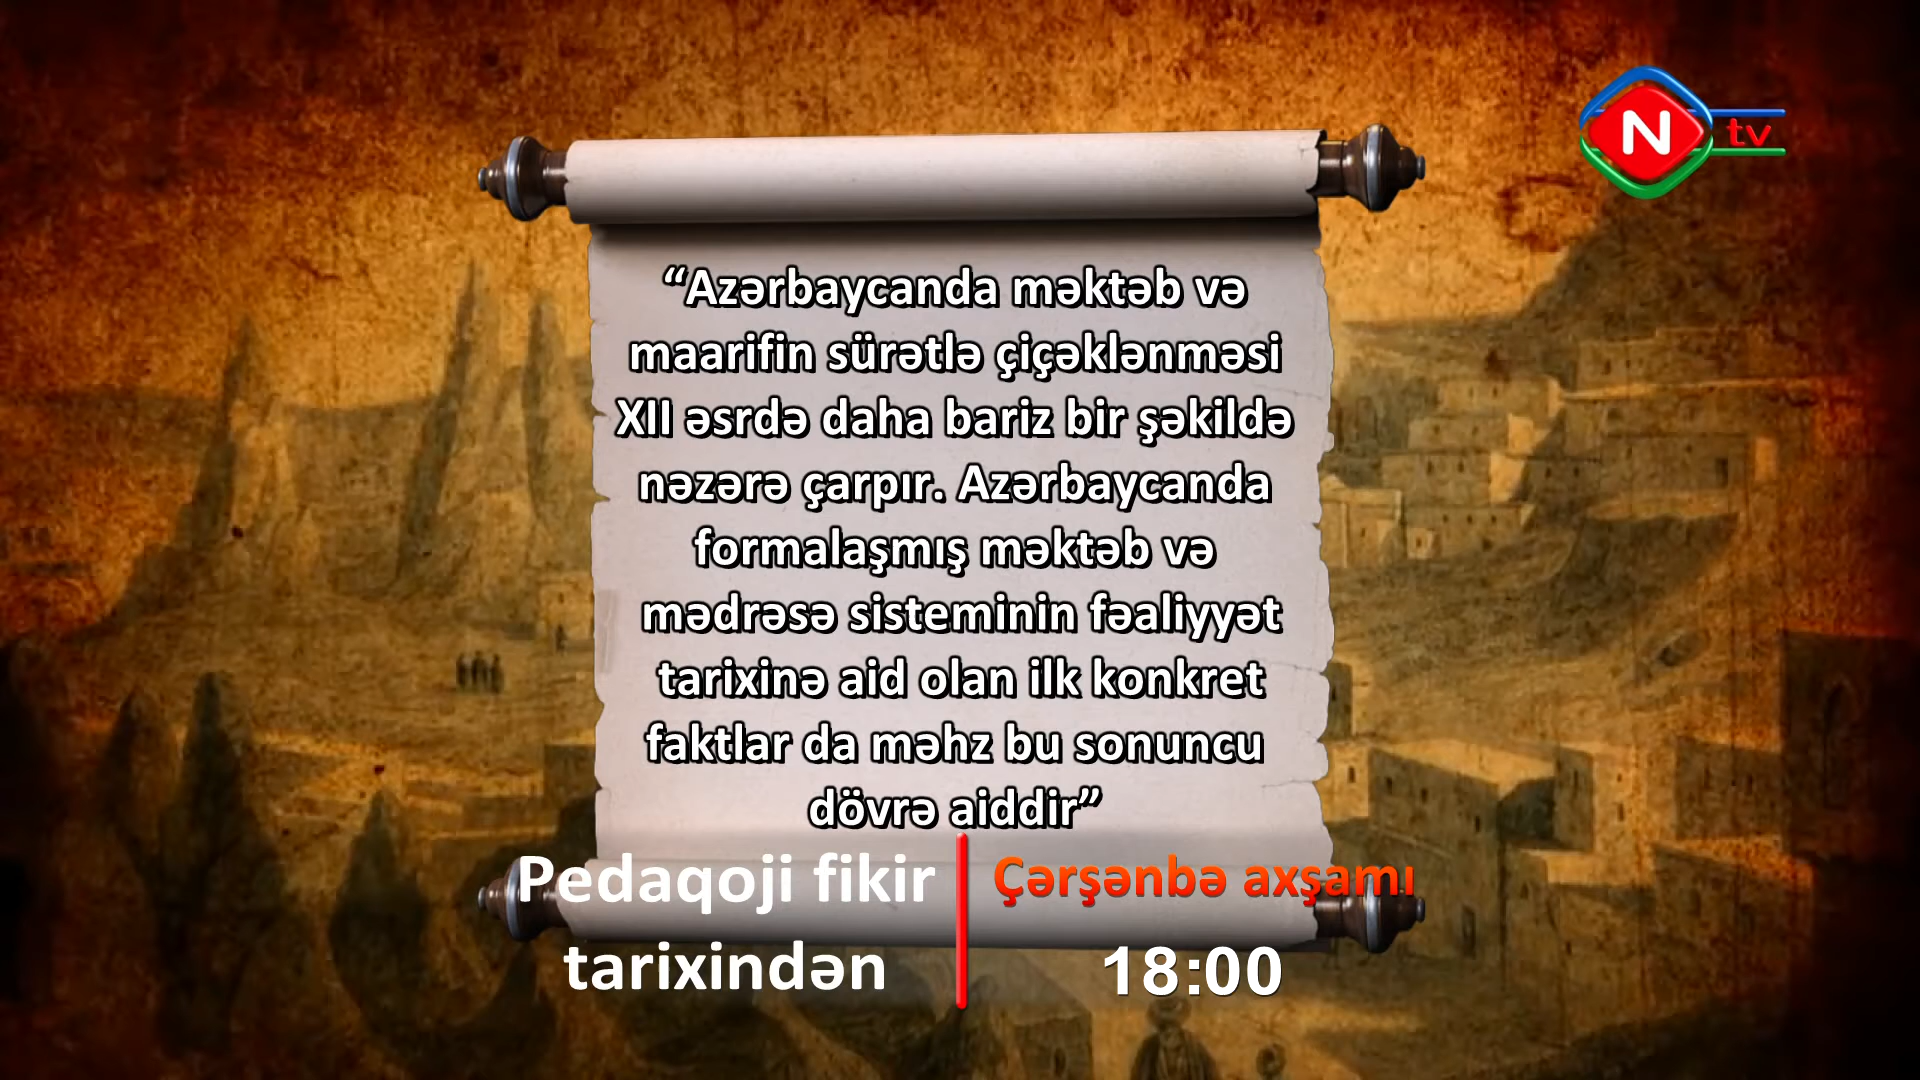 N tv
“Azərbaycanda məktəb və
maarifin sürətlə çiçəklənməsi
XII əsrdə daha bariz bir şəkildə
nəzərə çarpır. Azərbaycanda
formalaşmış məktəb və
mədrəsə sisteminin fəaliyyət
tarixinə aid olan ilk konkret
faktlar da məhz bu sonuncu
dövrə aiddir”
Pedaqoji fikir
tarixindən
Çərşənbə axşamı
18:00